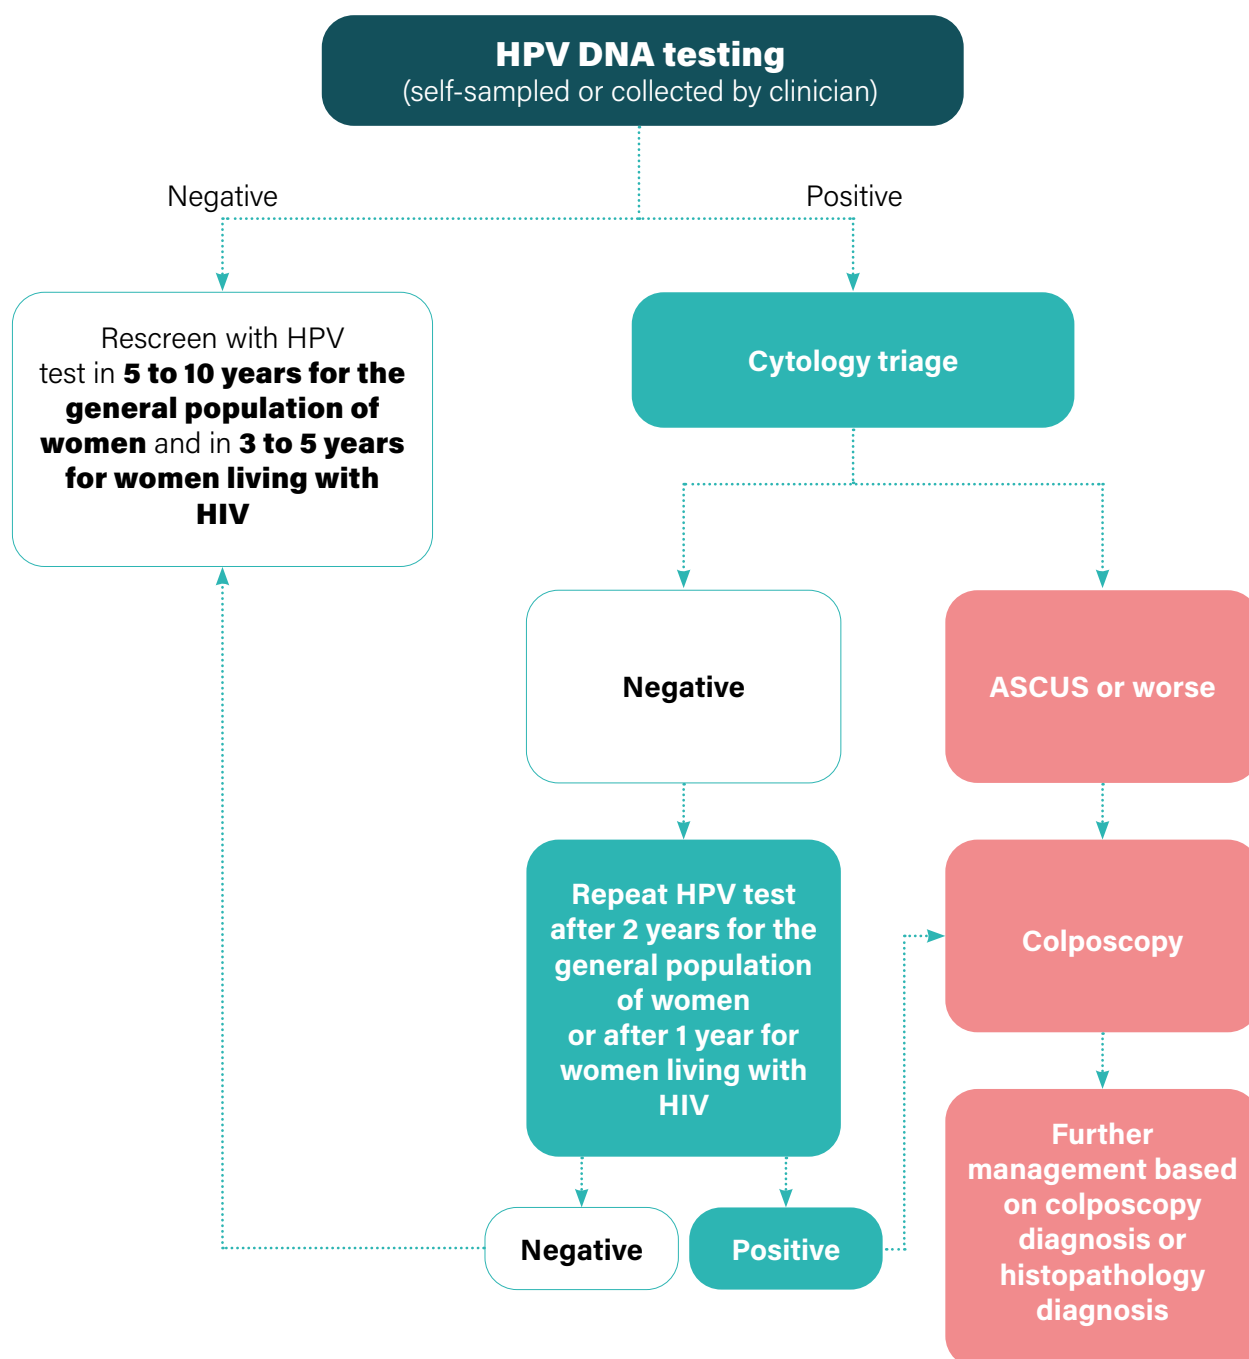 HPV DNA testing
(self-sampled or collected by clinician)
Negative
Positive
Rescreen with HPV
test in 5 to 10 years for the
general population of
women and in 3 to 5 years
for women living with
HIV
Cytology triage
Negative
ASCUS or worse
Repeat HPV test
after 2 years for the
general population
of women
or after 1 year for
women living with
HIV
Colposcopy
Negative
Positive
Further
management based
on colposcopy
diagnosis or
histopathology
diagnosis